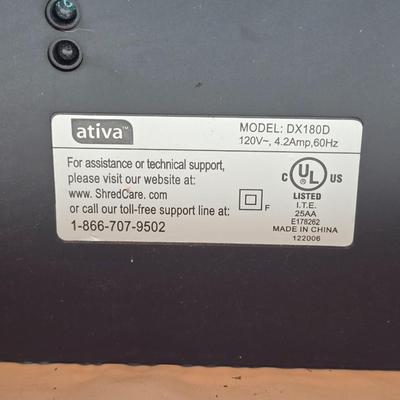 ativa™
MODEL: DX180D
120V~, 4.2Amp,60Hz
For assistance or technical support,
please visit our website at:
www. ShredCare. com
or call our toll-free support line at:
1-866-707-9502
F
C UL US
LISTED
I.T.E.
25AA
E178262
MADE IN CHINA
122006